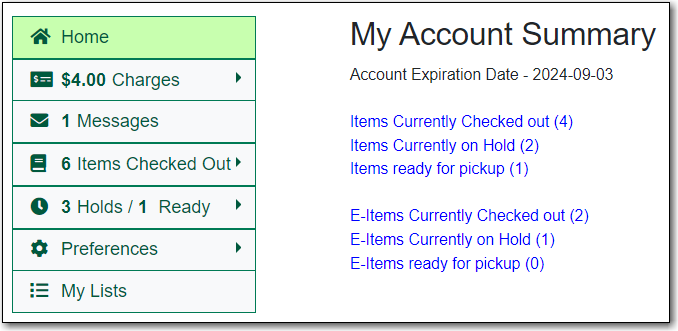 Home
$4.00 Charges
1 Messages
6 Items Checked Out
3 Holds / 1 Ready
Preferences
My Lists
My Account Summary
Account Expiration Date - 2024-09-03
Items Currently Checked out (4)
Items Currently on Hold (2)
Items ready for pickup (1)
E-Items Currently Checked out (2)
E-Items Currently on Hold (1)
E-Items ready for pickup (0)